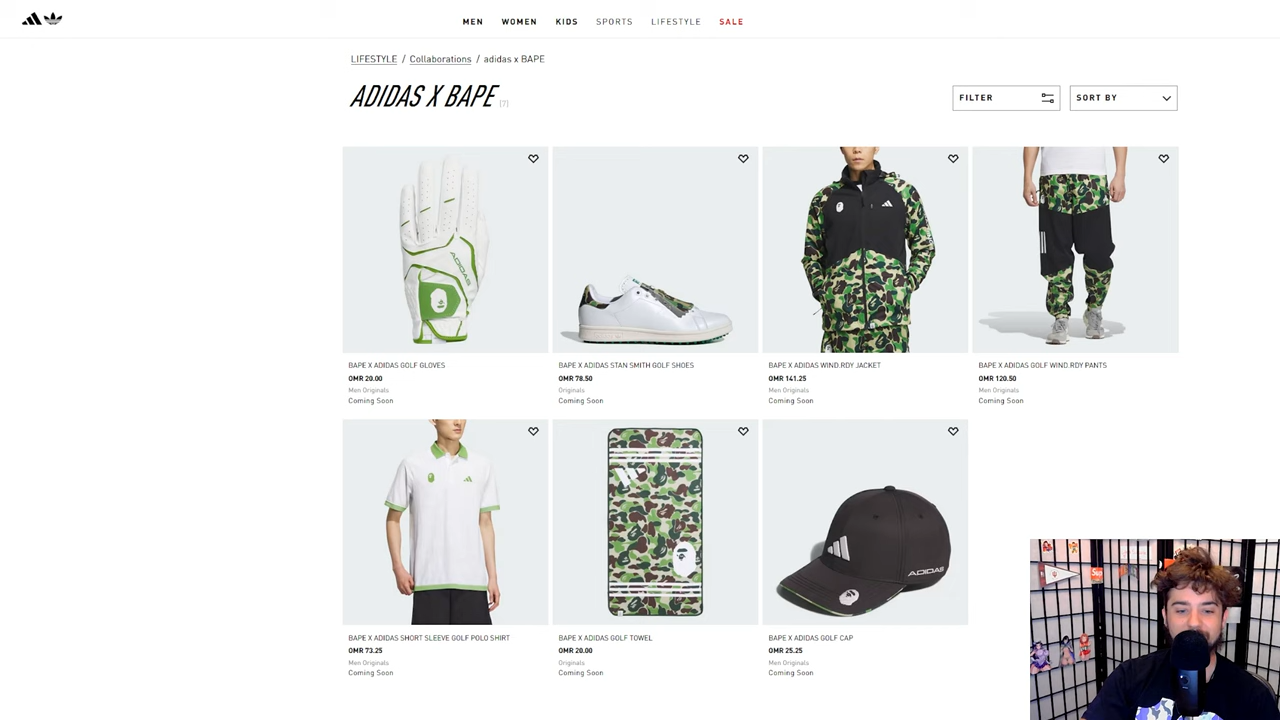 MEN WOMEN KIDS SPORTS LIFESTYLE SALE
LIFESTYLE / Collaborations / adidas x BAPE
ADIDAS X BAPE (7)
FILTER SORT BY
BAPE X ADIDAS GOLF GLOVES
OMR 20.00
Men Originals
Coming Soon
BAPE X ADIDAS STAN SMITH GOLF SHOES
OMR 78.50
Originals
Coming Soon
BAPE X ADIDAS WIND.RDY JACKET
OMR 141.25
Men Originals
Coming Soon
BAPE X ADIDAS GOLF WIND.RDY PANTS
OMR 120.50
Men Originals
Coming Soon
BAPE X ADIDAS SHORT SLEEVE GOLF POLO SHIRT
OMR 73.25
Men Originals
Coming Soon
BAPE X ADIDAS GOLF TOWEL
OMR 20.00
Originals
Coming Soon
BAPE X ADIDAS GOLF CAP
OMR 25.25
Men Originals
Coming Soon
ADIDAS
ADIDAS